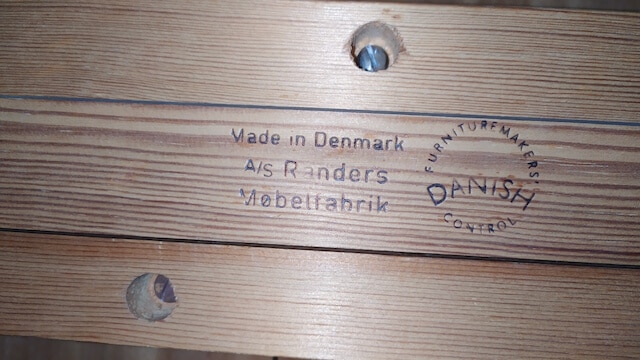 Made in Denmark
A/S Randers
Møbelfabrik
FURNITUREMAKERS'
DANISH
CONTROL